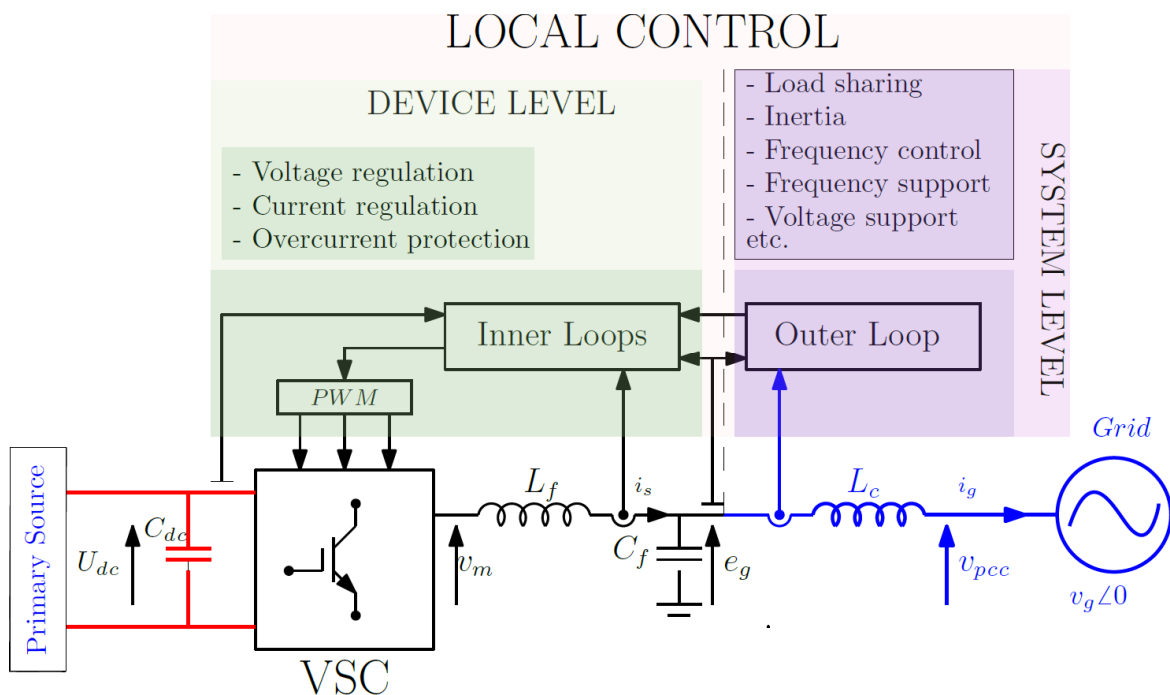 LOCAL CONTROL
DEVICE LEVEL
- Voltage regulation
- Current regulation
- Overcurrent protection
- Load sharing
- Inertia
- Frequency control
- Frequency support
- Voltage support
etc.
SYSTEM LEVEL
Inner Loops
Outer Loop
PWM
Primary Source
U_dc
C_dc
VSC
v_m
L_f
i_s
C_f
e_g
L_c
i_g
v_pcc
Grid
v_g∠0